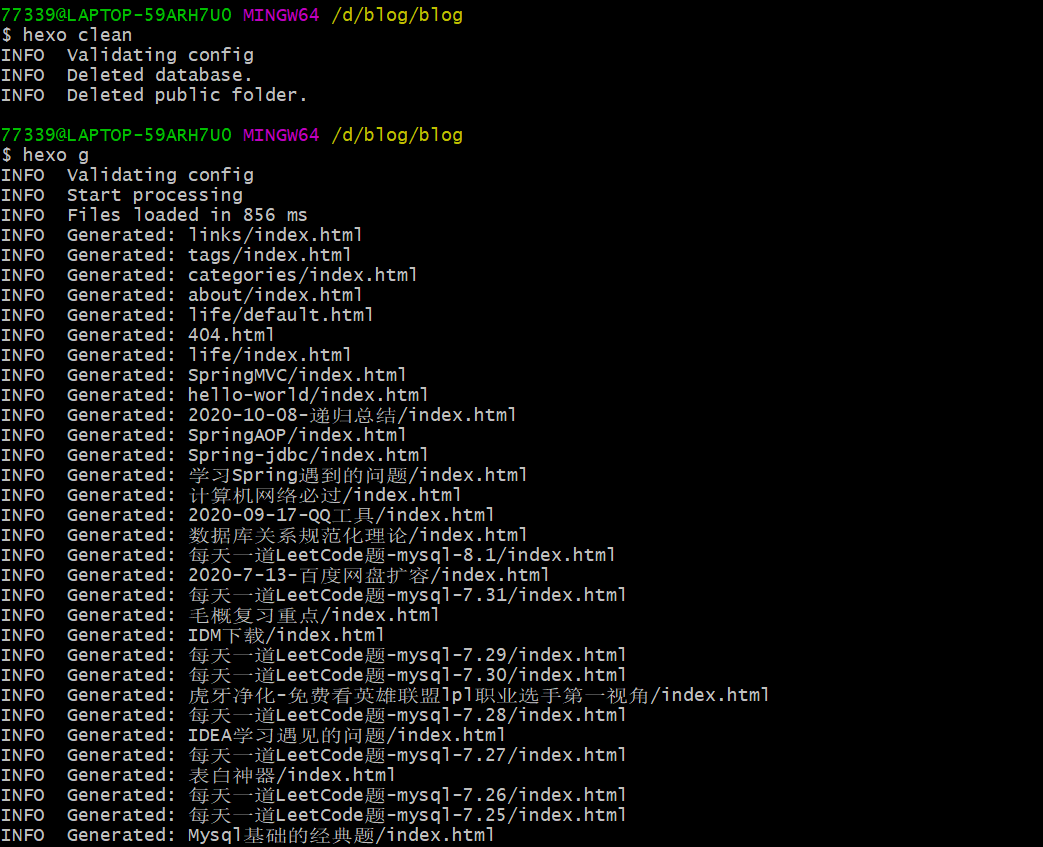 77339@LAPTOP-59ARH7U0 MINGW64 /d/blog/blog
$ hexo clean
INFO  Validating config
INFO  Deleted database.
INFO  Deleted public folder.
77339@LAPTOP-59ARH7U0 MINGW64 /d/blog/blog
$ hexo g
INFO  Validating config
INFO  Start processing
INFO  Files loaded in 856 ms
INFO  Generated: links/index.html
INFO  Generated: tags/index.html
INFO  Generated: categories/index.html
INFO  Generated: about/index.html
INFO  Generated: life/default.html
INFO  Generated: 404.html
INFO  Generated: life/index.html
INFO  Generated: SpringMVC/index.html
INFO  Generated: hello-world/index.html
INFO  Generated: 2020-10-08-递归总结/index.html
INFO  Generated: SpringAOP/index.html
INFO  Generated: Spring-jdbc/index.html
INFO  Generated: 学习Spring遇到的问题/index.html
INFO  Generated: 计算机网络必过/index.html
INFO  Generated: 2020-09-17-QQ工具/index.html
INFO  Generated: 数据库关系规范化理论/index.html
INFO  Generated: 每天一道LeetCode题-mysql-8.1/index.html
INFO  Generated: 2020-7-13-百度网盘扩容/index.html
INFO  Generated: 每天一道LeetCode题-mysql-7.31/index.html
INFO  Generated: 毛概复习重点/index.html
INFO  Generated: IDM下载/index.html
INFO  Generated: 每天一道LeetCode题-mysql-7.29/index.html
INFO  Generated: 每天一道LeetCode题-mysql-7.30/index.html
INFO  Generated: 虎牙净化-免费看英雄联盟lpl职业选手第一视角/index.html
INFO  Generated: 每天一道LeetCode题-mysql-7.28/index.html
INFO  Generated: IDEA学习遇见的问题/index.html
INFO  Generated: 每天一道LeetCode题-mysql-7.27/index.html
INFO  Generated: 表白神器/index.html
INFO  Generated: 每天一道LeetCode题-mysql-7.26/index.html
INFO  Generated: 每天一道LeetCode题-mysql-7.25/index.html
INFO  Generated: Mysql基础的经典题/index.html